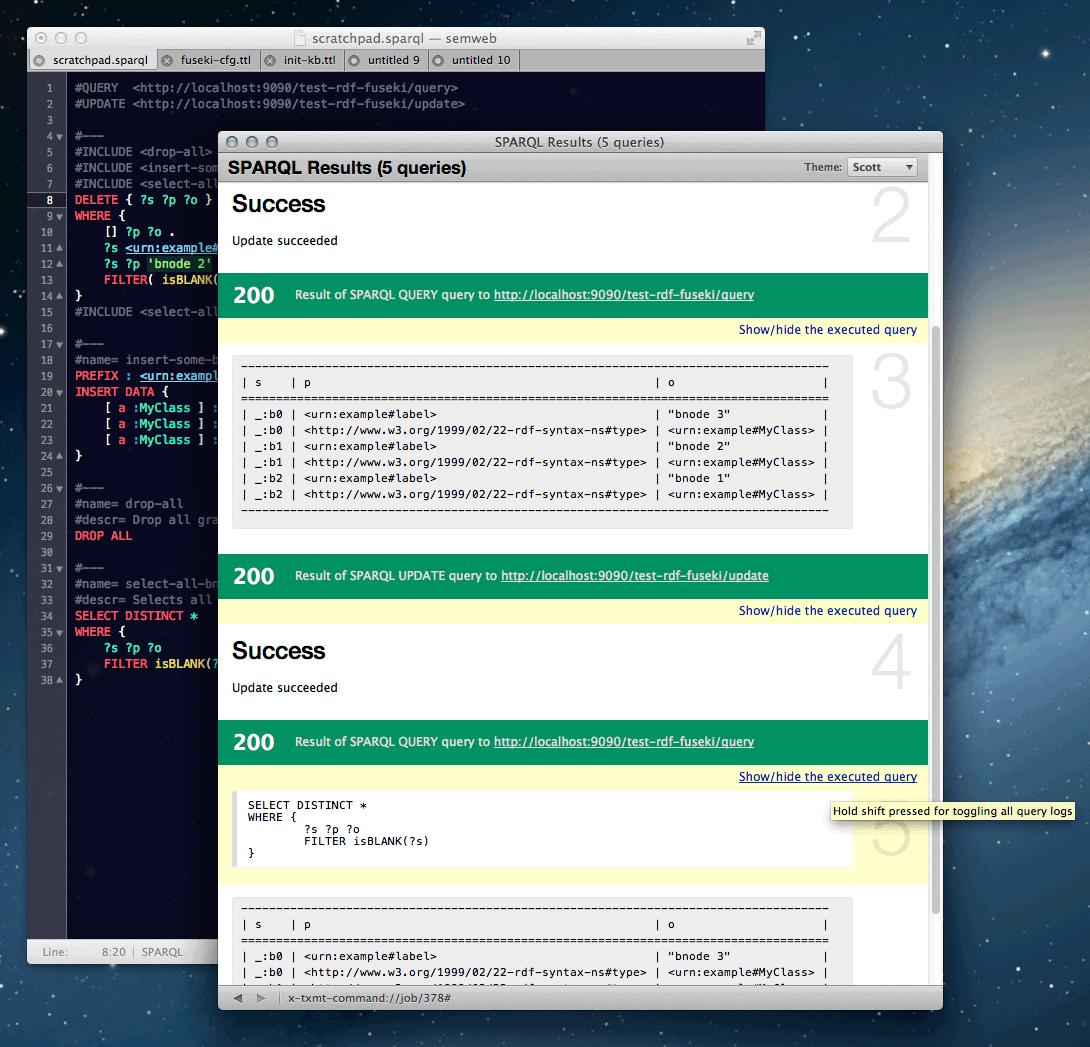 scratchpad.sparql — semweb
scratchpad.sparql
fuseki-cfg.ttl
init-kb.ttl
untitled 9
untitled 10
1 #QUERY  <http://localhost:9090/test-rdf-fuseki/query>
2 #UPDATE <http://localhost:9090/test-rdf-fuseki/update>
3
4 #---
5 #INCLUDE <drop-all>
6 #INCLUDE <insert-som
7 #INCLUDE <select-all
8 DELETE { ?s ?p ?o }
9 WHERE {
10 [] ?p ?o .
11 ?s <urn:example#
12 ?s ?p 'bnode 2'
13 FILTER( isBLANK(
14 }
15 #INCLUDE <select-all
16
17 #---
18 #name= insert-some-b
19 PREFIX : <urn:exampl
20 INSERT DATA {
21 [ a :MyClass ] :
22 [ a :MyClass ] :
23 [ a :MyClass ] :
24 }
25
26 #---
27 #name= drop-all
28 #descr= Drop all gra
29 DROP ALL
30
31 #---
32 #name= select-all-bn
33 #descr= Selects all
34 SELECT DISTINCT *
35 WHERE {
36 ?s ?p ?o
37 FILTER isBLANK(?
38 }
Line: 8:20 SPARQL
SPARQL Results (5 queries)
SPARQL Results (5 queries)
Theme: Scott
Success
2
Update succeeded
200 Result of SPARQL QUERY query to http://localhost:9090/test-rdf-fuseki/query
Show/hide the executed query
3
-----------------------------------------------------------------------------------
| s    | p                                                 | o                    |
===================================================================================
| _:b0 | <urn:example#label>                               | "bnode 3"            |
| _:b0 | <http://www.w3.org/1999/02/22-rdf-syntax-ns#type> | <urn:example#MyClass> |
| _:b1 | <urn:example#label>                               | "bnode 2"            |
| _:b1 | <http://www.w3.org/1999/02/22-rdf-syntax-ns#type> | <urn:example#MyClass> |
| _:b2 | <urn:example#label>                               | "bnode 1"            |
| _:b2 | <http://www.w3.org/1999/02/22-rdf-syntax-ns#type> | <urn:example#MyClass> |
-----------------------------------------------------------------------------------
200 Result of SPARQL UPDATE query to http://localhost:9090/test-rdf-fuseki/update
Show/hide the executed query
Success
4
Update succeeded
200 Result of SPARQL QUERY query to http://localhost:9090/test-rdf-fuseki/query
Show/hide the executed query
Hold shift pressed for toggling all query logs
5
SELECT DISTINCT *
WHERE {
?s ?p ?o
FILTER isBLANK(?s)
}
-----------------------------------------------------------------------------------
| s    | p                                                 | o                    |
===================================================================================
| _:b0 | <urn:example#label>                               | "bnode 3"            |
| _:b0 | <http://www.w3.org/1999/02/22-rdf-syntax-ns#type> | <urn:example#MyClass> |
x-txmt-command://job/378#